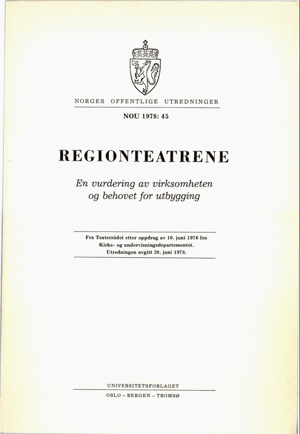 NORGES OFFENTLIGE UTREDNINGER
NOU 1978: 45
REGIONTEATRENE
En vurdering av virksomheten
og behovet for utbygging
Fra Teaterrådet etter oppdrag av 10. juni 1976 fra
Kirke- og undervisningsdepartementet.
Utredningen avgitt 28. juni 1978.
UNIVERSITETSFORLAGET
OSLO – BERGEN – TROMSØ